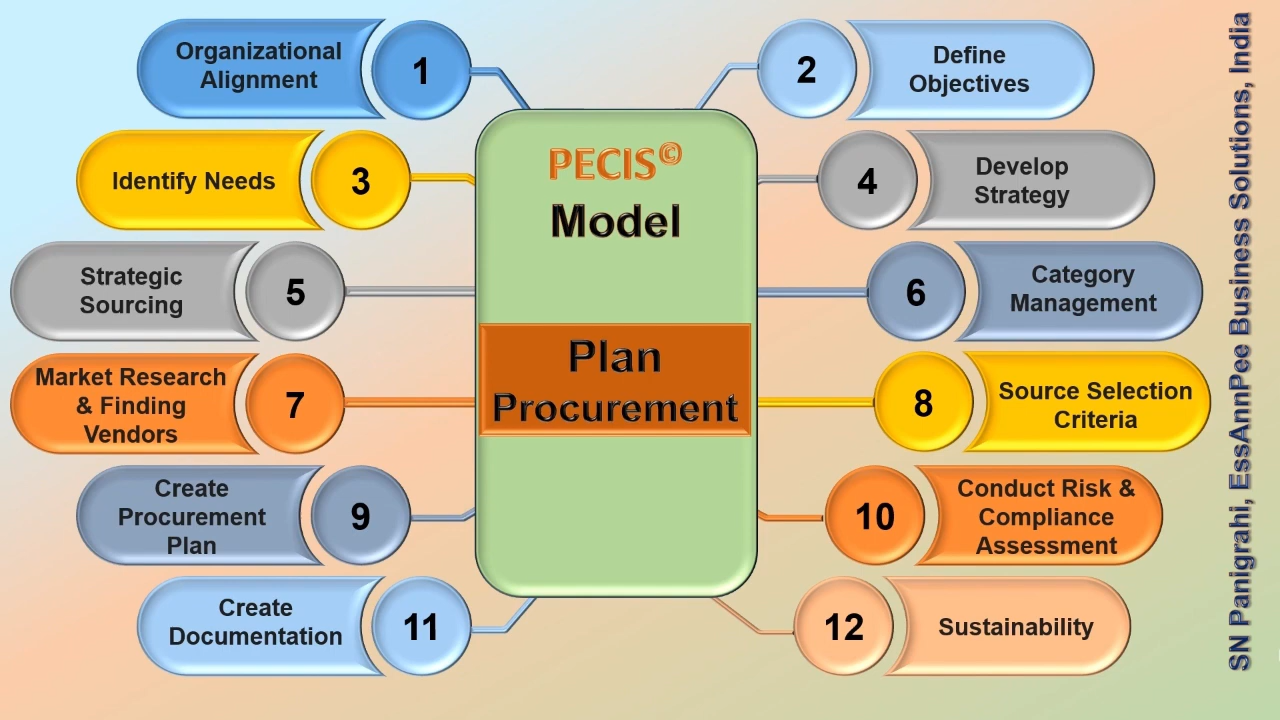 1
Organizational
Alignment
2
Define
Objectives
PECIS©
Model
3
Identify Needs
4
Develop
Strategy
5
Strategic
Sourcing
6
Category
Management
Plan
Procurement
7
Market Research
& Finding
Vendors
8
Source Selection
Criteria
9
Create
Procurement
Plan
10
Conduct Risk &
Compliance
Assessment
11
Create
Documentation
12
Sustainability
SN Panigrahi, EssAnnPee Business Solutions, India